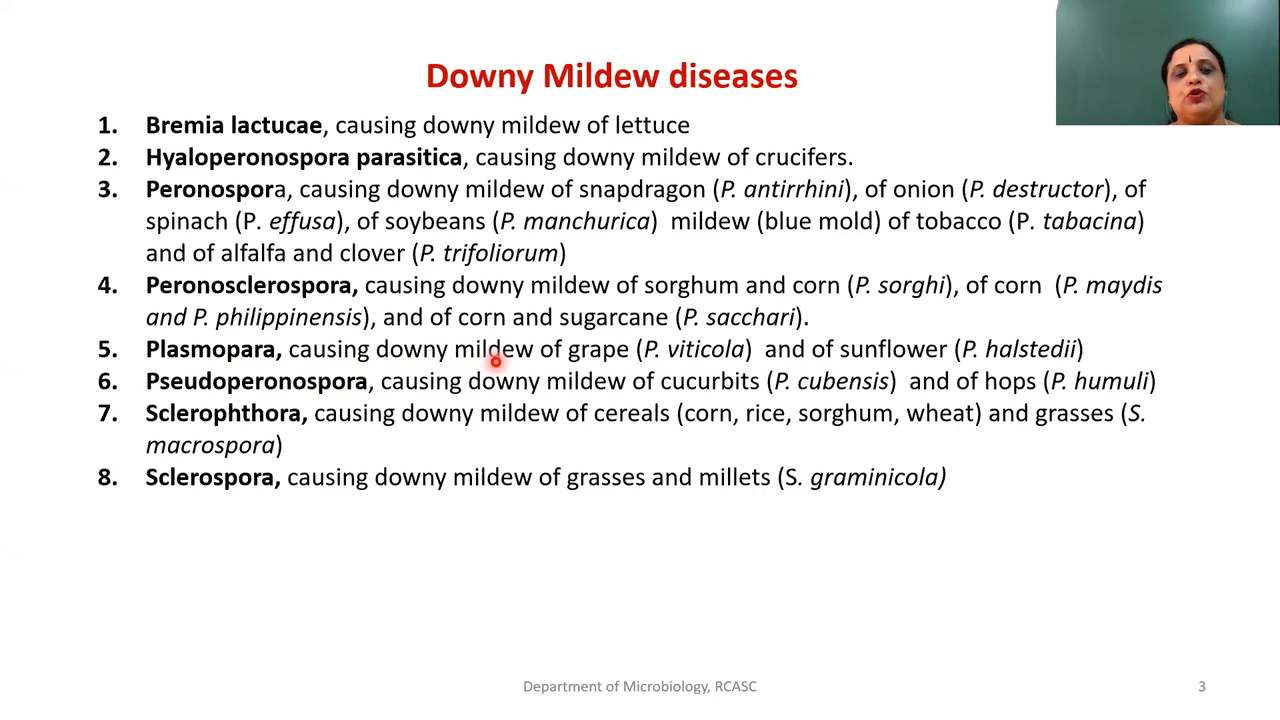 Downy Mildew diseases
1. Bremia lactucae, causing downy mildew of lettuce
2. Hyaloperonospora parasitica, causing downy mildew of crucifers.
3. Peronospora, causing downy mildew of snapdragon (P. antirrhini), of onion (P. destructor), of
spinach (P. effusa), of soybeans (P. manchurica) mildew (blue mold) of tobacco (P. tabacina)
and of alfalfa and clover (P. trifoliorum)
4. Peronosclerospora, causing downy mildew of sorghum and corn (P. sorghi), of corn (P. maydis
and P. philippinensis), and of corn and sugarcane (P. sacchari).
5. Plasmopara, causing downy mildew of grape (P. viticola) and of sunflower (P. halstedii)
6. Pseudoperonospora, causing downy mildew of cucurbits (P. cubensis) and of hops (P. humuli)
7. Sclerophthora, causing downy mildew of cereals (corn, rice, sorghum, wheat) and grasses (S.
macrospora)
8. Sclerospora, causing downy mildew of grasses and millets (S. graminicola)
Department of Microbiology, RCASC
3